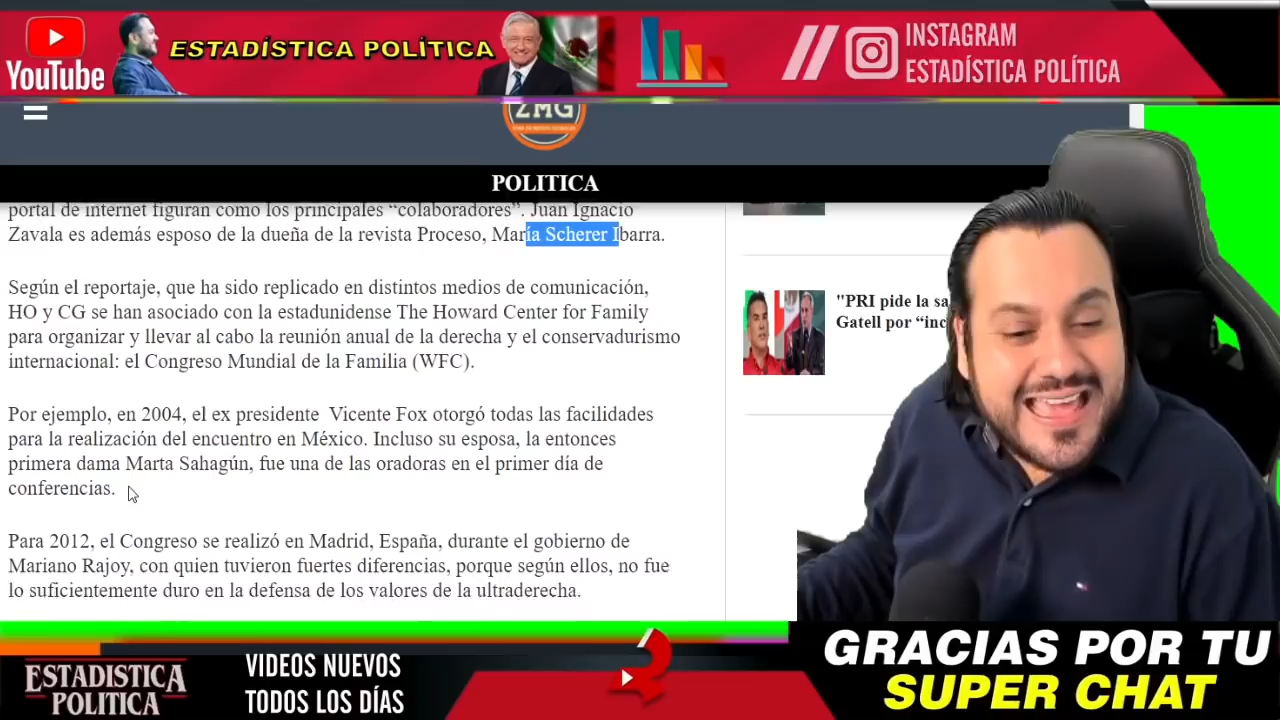 YouTube
ESTADÍSTICA POLÍTICA
INSTAGRAM
ESTADÍSTICA POLÍTICA
ZMG
POLITICA
portal de internet figuran como los principales “colaboradores”. Juan Ignacio
Zavala es además esposo de la dueña de la revista Proceso, María Scherer Ibarra.
Según el reportaje, que ha sido replicado en distintos medios de comunicación,
HO y CG se han asociado con la estadunidense The Howard Center for Family
para organizar y llevar al cabo la reunión anual de la derecha y el conservadurismo
internacional: el Congreso Mundial de la Familia (WFC).
Por ejemplo, en 2004, el ex presidente Vicente Fox otorgó todas las facilidades
para la realización del encuentro en México. Incluso su esposa, la entonces
primera dama Marta Sahagún, fue una de las oradoras en el primer día de
conferencias.
Para 2012, el Congreso se realizó en Madrid, España, durante el gobierno de
Mariano Rajoy, con quien tuvieron fuertes diferencias, porque según ellos, no fue
lo suficientemente duro en la defensa de los valores de la ultraderecha.
"PRI pide la sa
Gatell por “inc
ESTADISTICA
POLITICA
VIDEOS NUEVOS
TODOS LOS DÍAS
GRACIAS POR TU
SUPER CHAT